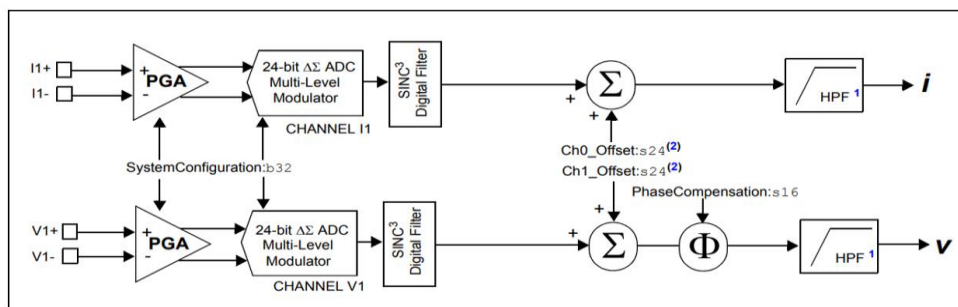 I1+
I1-
+
-
PGA
24-bit ΔΣ ADC
Multi-Level
Modulator
CHANNEL I1
SINC³
Digital Filter
+
Σ
+
HPF ¹
i
SystemConfiguration:b32
Ch0_Offset:s24⁽²⁾
Ch1_Offset:s24⁽²⁾
PhaseCompensation:s16
V1+
V1-
+
-
PGA
24-bit ΔΣ ADC
Multi-Level
Modulator
CHANNEL V1
SINC³
Digital Filter
+
+
Σ
Φ
HPF ¹
v